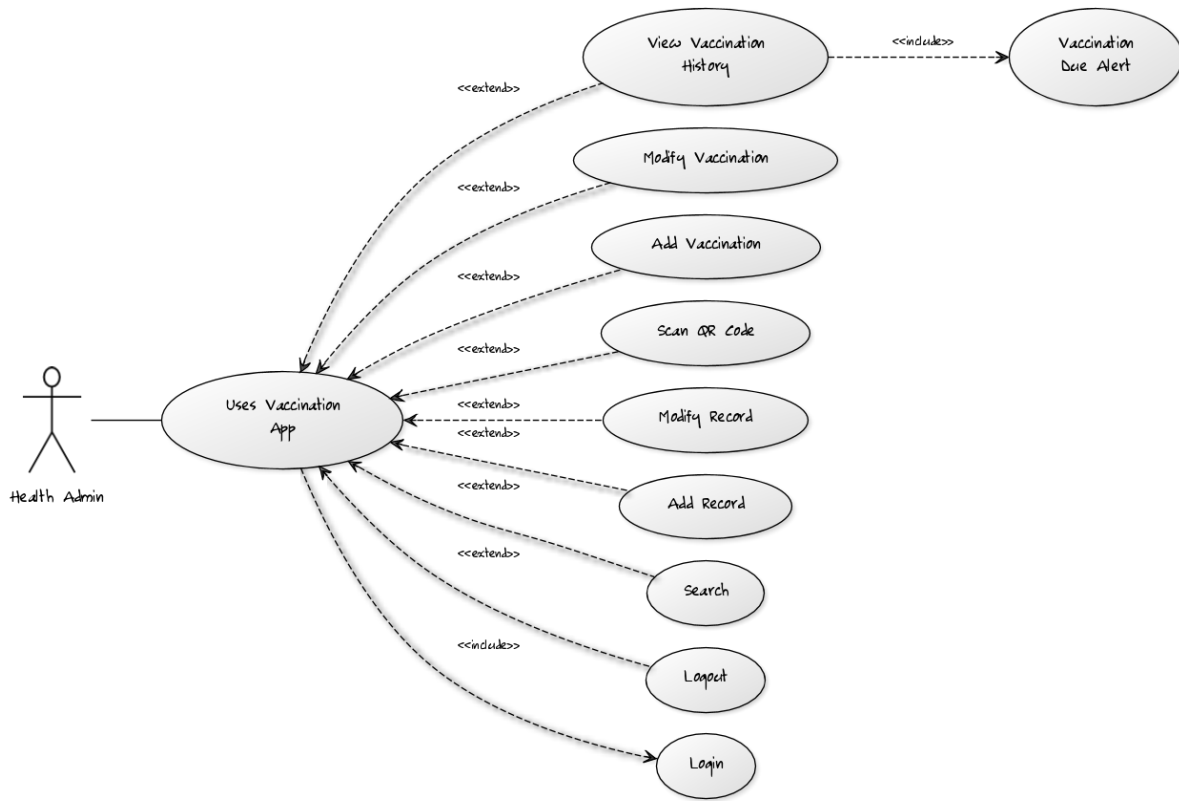 View Vaccination
History
<<include>>
Vaccination
Due Alert
<<extend>>
Modify Vaccination
<<extend>>
Add Vaccination
<<extend>>
Scan QR Code
<<extend>>
Uses Vaccination
App
<<extend>>
Modify Record
<<extend>>
Health Admin
Add Record
<<extend>>
Search
<<extend>>
Logout
<<include>>
Login